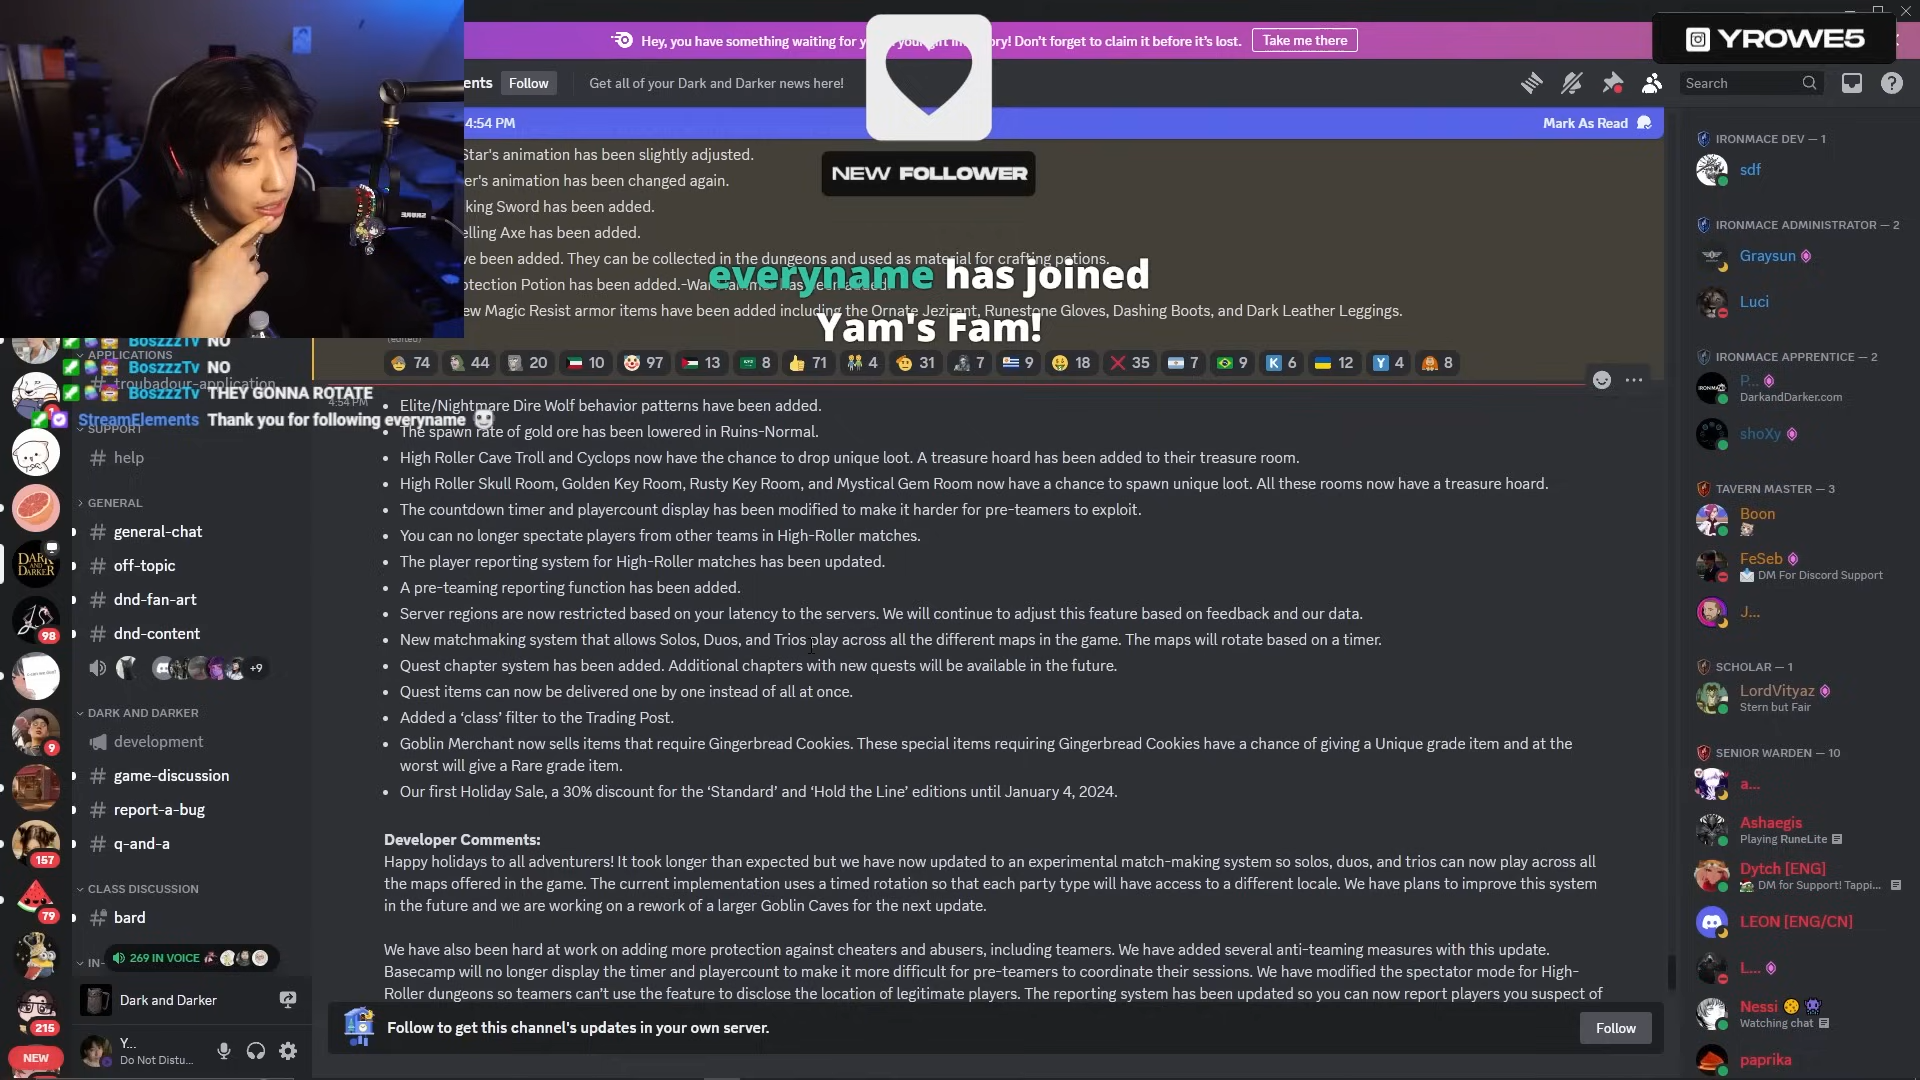 Hey, you have something waiting for
Don't forget to claim it before it's lost.
Take me there
YROWE5
ents
Follow
Get all of your Dark and Darker news here!
Search
4:54 PM
Mark As Read
NEW FOLLOWER
everyname has joined
Yam's Fam!
Star's animation has been slightly adjusted.
er's animation has been changed again.
king Sword has been added.
elling Axe has been added.
ve been added. They can be collected in the dungeons and used as material for crafting potions.
otection Potion has been added.
ew Magic Resist armor items have been added including the Ornate Jezirant, Runestone Gloves, Dashing Boots, and Dark Leather Leggings.
(edited)
74 44 20 10 97 13 8 71 4 31 7 9 18 35 7 9 K 6 12 Y 4 8
BoszzzTv NO
APPLICATIONS
BoszzzTv NO
troubadour-application
BoszzzTv THEY GONNA ROTATE
StreamElements Thank you for following everyname
SUPPORT
4:54 PM
• Elite/Nightmare Dire Wolf behavior patterns have been added.
• The spawn rate of gold ore has been lowered in Ruins-Normal.
• High Roller Cave Troll and Cyclops now have the chance to drop unique loot. A treasure hoard has been added to their treasure room.
• High Roller Skull Room, Golden Key Room, Rusty Key Room, and Mystical Gem Room now have a chance to spawn unique loot. All these rooms now have a treasure hoard.
• The countdown timer and playercount display has been modified to make it harder for pre-teamers to exploit.
• You can no longer spectate players from other teams in High-Roller matches.
• The player reporting system for High-Roller matches has been updated.
• A pre-teaming reporting function has been added.
• Server regions are now restricted based on your latency to the servers. We will continue to adjust this feature based on feedback and our data.
• New matchmaking system that allows Solos, Duos, and Trios play across all the different maps in the game. The maps will rotate based on a timer.
• Quest chapter system has been added. Additional chapters with new quests will be available in the future.
• Quest items can now be delivered one by one instead of all at once.
• Added a ‘class’ filter to the Trading Post.
• Goblin Merchant now sells items that require Gingerbread Cookies. These special items requiring Gingerbread Cookies have a chance of giving a Unique grade item and at the
worst will give a Rare grade item.
• Our first Holiday Sale, a 30% discount for the ‘Standard’ and ‘Hold the Line’ editions until January 4, 2024.
Developer Comments:
Happy holidays to all adventurers! It took longer than expected but we have now updated to an experimental match-making system so solos, duos, and trios can now play across all
the maps offered in the game. The current implementation uses a timed rotation so that each party type will have access to a different locale. We have plans to improve this system
in the future and we are working on a rework of a larger Goblin Caves for the next update.
We have also been hard at work on adding more protection against cheaters and abusers, including teamers. We have added several anti-teaming measures with this update.
Basecamp will no longer display the timer and playercount to make it more difficult for pre-teamers to coordinate their sessions. We have modified the spectator mode for High-
Roller dungeons so teamers can’t use the feature to disclose the location of legitimate players. The reporting system has been updated so you can now report players you suspect of
Follow to get this channel's updates in your own server.
Follow
# help
GENERAL
# general-chat
# off-topic
# dnd-fan-art
# dnd-content
+9
DARK AND DARKER
development
# game-discussion
# report-a-bug
# q-and-a
CLASS DISCUSSION
# bard
IN-
269 IN VOICE
Dark and Darker
Y...
Do Not Distu...
98
9
157
79
215
NEW
DARK
AND
DARKER
IRONMACE DEV — 1
sdf
IRONMACE ADMINISTRATOR — 2
Graysun
Luci
IRONMACE APPRENTICE — 2
P...
DarkandDarker.com
shoXy
TAVERN MASTER — 3
Boon
FeSeb
DM For Discord Support
J...
SCHOLAR — 1
LordVityaz
Stern but Fair
SENIOR WARDEN — 10
a...
Ashaegis
Playing RuneLite
Dytch [ENG]
DM for Support! Tappi...
LEON [ENG/CN]
L...
Nessi
Watching chat
paprika